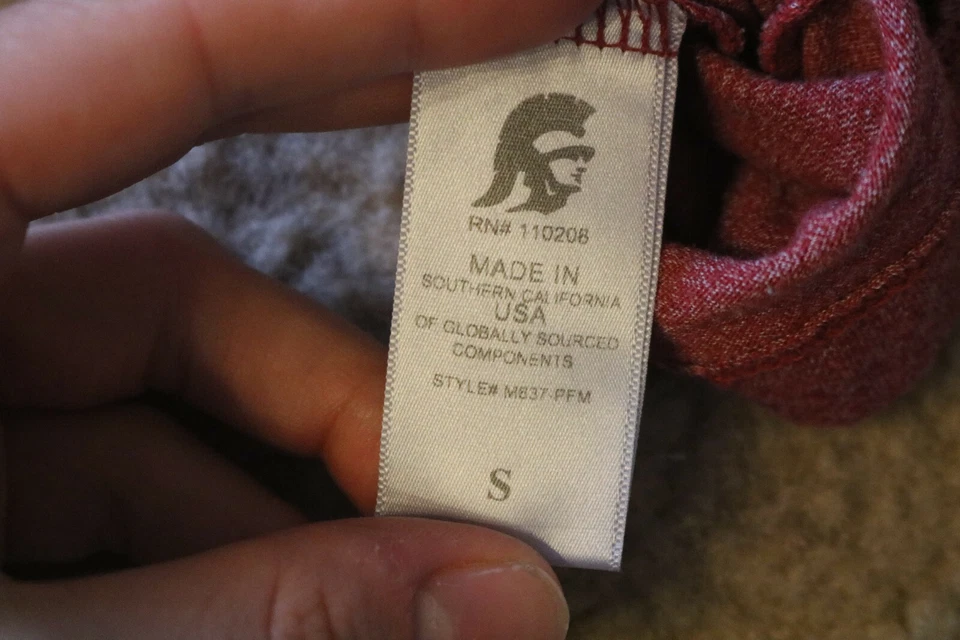 RN# 110208
MADE IN
SOUTHERN CALIFORNIA
USA
OF GLOBALLY SOURCED
COMPONENTS
STYLE# M637-PFM
S